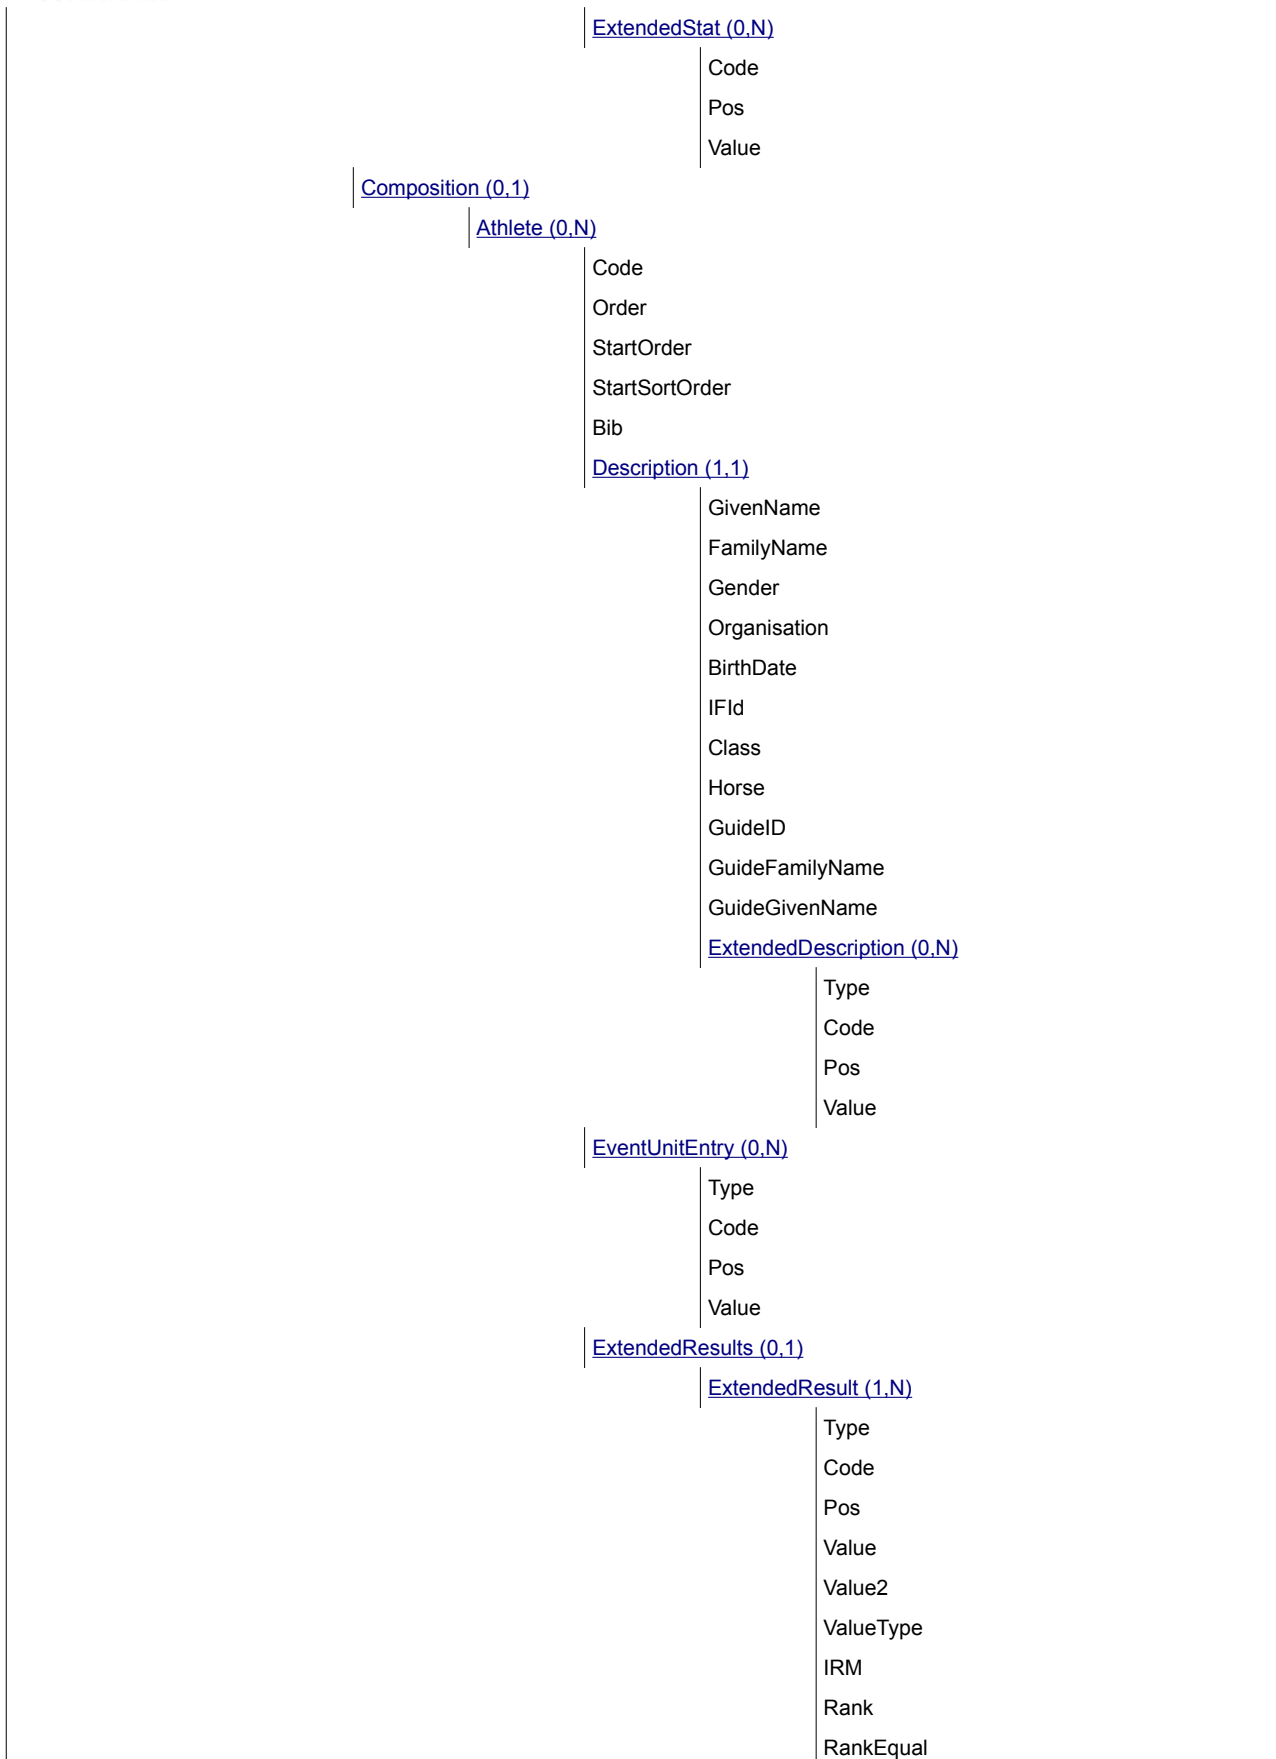 ExtendedStat (0,N)
Code
Pos
Value
Composition (0,1)
Athlete (0,N)
Code
Order
StartOrder
StartSortOrder
Bib
Description (1,1)
GivenName
FamilyName
Gender
Organisation
BirthDate
IFId
Class
Horse
GuideID
GuideFamilyName
GuideGivenName
ExtendedDescription (0,N)
Type
Code
Pos
Value
EventUnitEntry (0,N)
Type
Code
Pos
Value
ExtendedResults (0,1)
ExtendedResult (1,N)
Type
Code
Pos
Value
Value2
ValueType
IRM
Rank
RankEqual